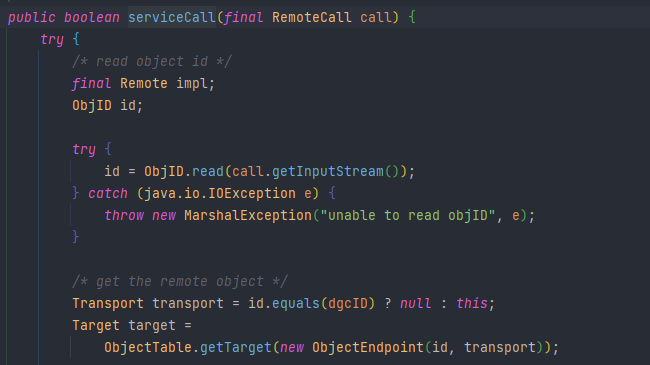 public boolean serviceCall(final RemoteCall call) {
try {
/* read object id */
final Remote impl;
ObjID id;
try {
id = ObjID.read(call.getInputStream());
} catch (java.io.IOException e) {
throw new MarshalException("unable to read objID", e);
}
/* get the remote object */
Transport transport = id.equals(dgcID) ? null : this;
Target target =
ObjectTable.getTarget(new ObjectEndpoint(id, transport));